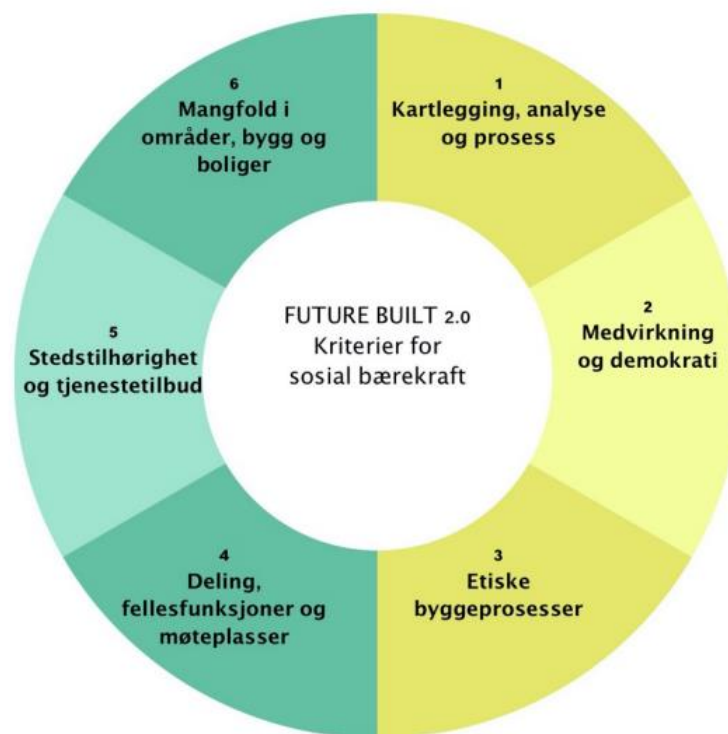 FUTURE BUILT 2.0
Kriterier for
sosial bærekraft
1
Kartlegging, analyse
og prosess
2
Medvirkning
og demokrati
3
Etiske
byggeprosesser
4
Deling,
fellesfunksjoner og
møteplasser
5
Stedstilhørighet
og tjenestetilbud
6
Mangfold i
områder, bygg og
boliger